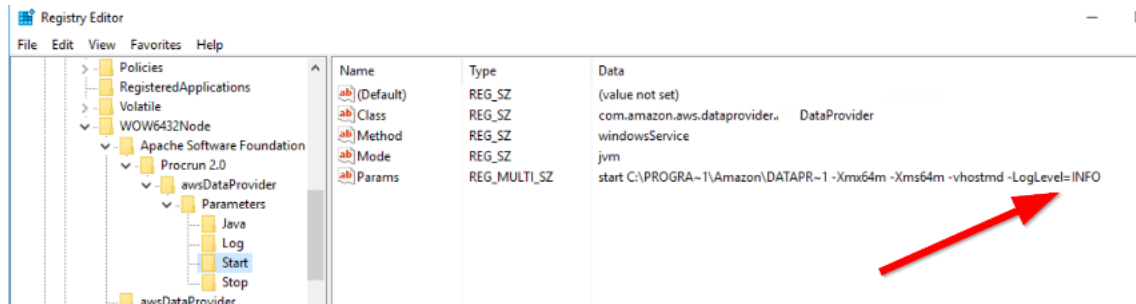 Registry Editor
File Edit View Favorites Help
Policies
RegisteredApplications
Volatile
WOW6432Node
Apache Software Foundation
Procrun 2.0
awsDataProvider
Parameters
Java
Log
Start
Stop
awsDataProvider
Name Type Data
(Default) REG_SZ (value not set)
Class REG_SZ com.amazon.aws.dataprovider. DataProvider
Method REG_SZ windowsService
Mode REG_SZ jvm
Params REG_MULTI_SZ start C:\PROGRA~1\Amazon\DATAPR~1 -Xmx64m -Xms64m -vhostmd -LogLevel=INFO